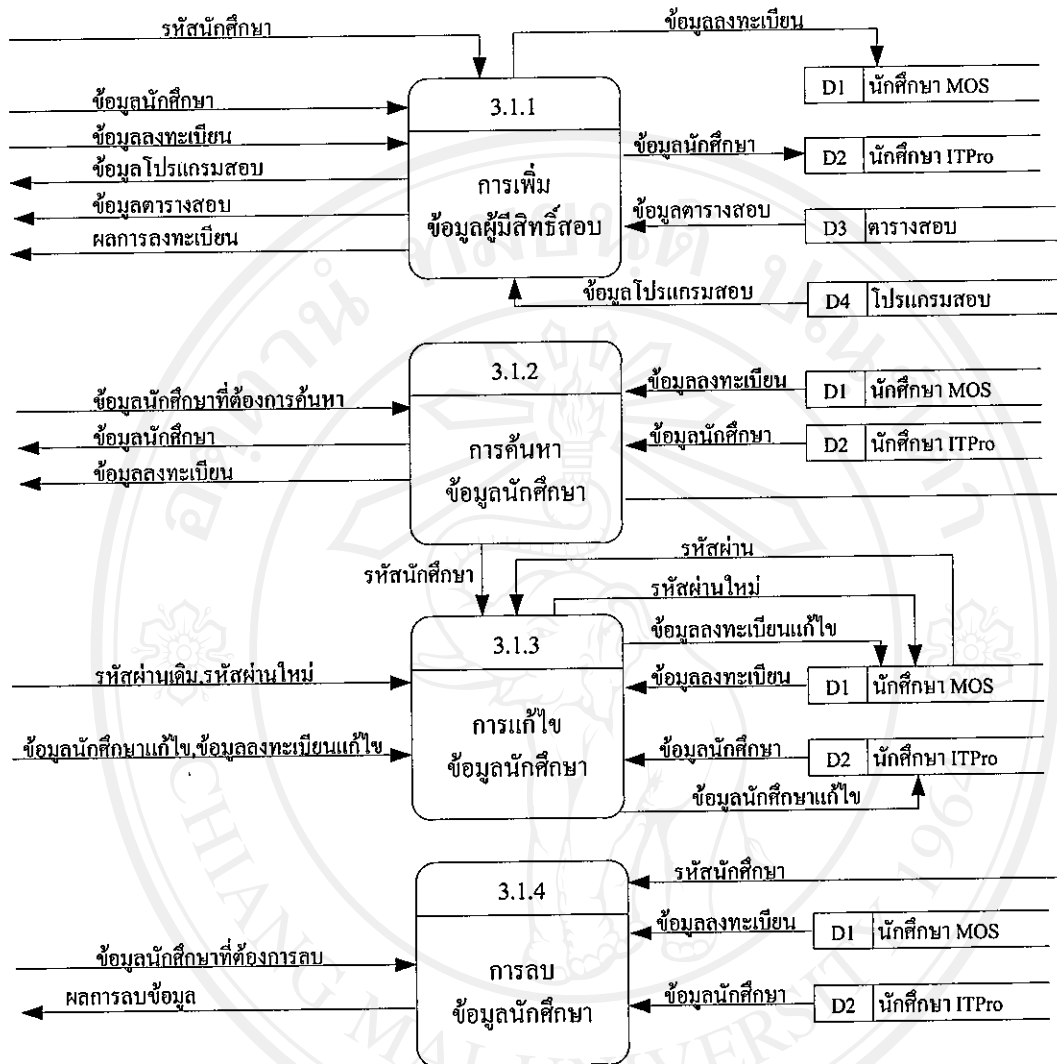 รหัสนักศึกษา
ข้อมูลลงทะเบียน
D1 นักศึกษา MOS
ข้อมูลนักศึกษา
3.1.1
ข้อมูลลงทะเบียน
ข้อมูลนักศึกษา
D2 นักศึกษา ITPro
ข้อมูลโปรแกรมสอบ
การเพิ่ม
ข้อมูลผู้มีสิทธิ์สอบ
ข้อมูลตารางสอบ
ข้อมูลตารางสอบ
D3 ตารางสอบ
ผลการลงทะเบียน
ข้อมูลโปรแกรมสอบ
D4 โปรแกรมสอบ
3.1.2
ข้อมูลลงทะเบียน
D1 นักศึกษา MOS
ข้อมูลนักศึกษาที่ต้องการค้นหา
ข้อมูลนักศึกษา
การค้นหา
ข้อมูลนักศึกษา
ข้อมูลนักศึกษา
D2 นักศึกษา ITPro
ข้อมูลลงทะเบียน
รหัสนักศึกษา
รหัสผ่าน
รหัสผ่านใหม่
3.1.3
ข้อมูลลงทะเบียนแก้ไข
รหัสผ่านเดิม,รหัสผ่านใหม่
ข้อมูลลงทะเบียน
D1 นักศึกษา MOS
การแก้ไข
ข้อมูลนักศึกษา
ข้อมูลนักศึกษาแก้ไข,ข้อมูลลงทะเบียนแก้ไข
ข้อมูลนักศึกษา
D2 นักศึกษา ITPro
ข้อมูลนักศึกษาแก้ไข
3.1.4
รหัสนักศึกษา
ข้อมูลลงทะเบียน
D1 นักศึกษา MOS
ข้อมูลนักศึกษาที่ต้องการลบ
การลบ
ข้อมูลนักศึกษา
ผลการลบข้อมูล
ข้อมูลนักศึกษา
D2 นักศึกษา ITPro
อตฺตานํ ทมยนฺติ ปณฺฑิตา
CHIANG MAI UNIVERSITY 1964